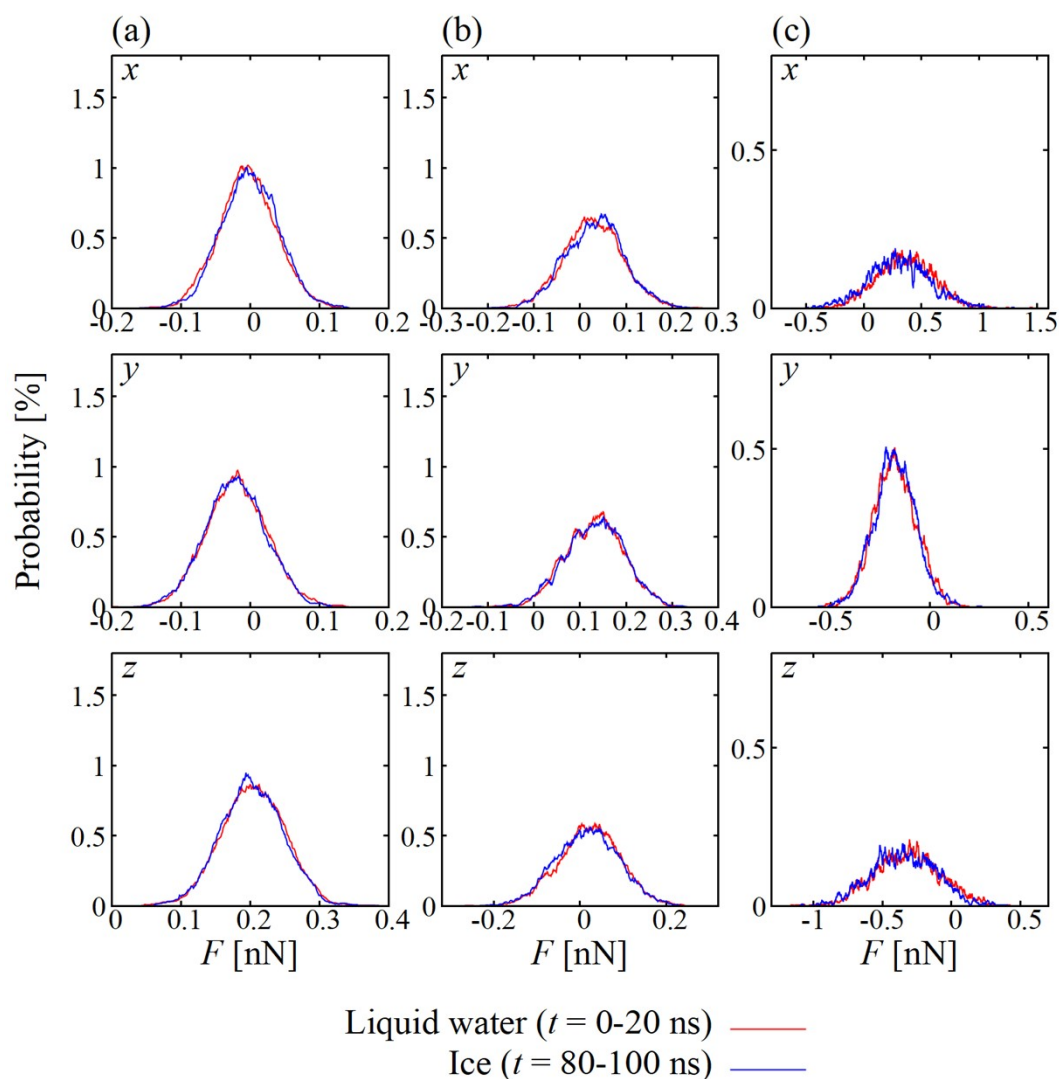 (a) (b) (c)
x x x
1.5 1.5
1 1 0.5
0.5 0.5
0 0 0
-0.2 -0.1 0 0.1 0.2 -0.3 -0.2 -0.1 0 0.1 0.2 0.3 -0.5 0 0.5 1 1.5
y y y
1.5 1.5
1 1 0.5
0.5 0.5
0 0 0
-0.2 -0.1 0 0.1 0.2 -0.2 -0.1 0 0.1 0.2 0.3 0.4 -0.5 0 0.5
z z z
1.5 1.5
1 1 0.5
0.5 0.5
0 0 0
0 0.1 0.2 0.3 0.4 -0.2 0 0.2 -1 -0.5 0 0.5
Probability [%]
F [nN] F [nN] F [nN]
Liquid water (t = 0-20 ns)
Ice (t = 80-100 ns)